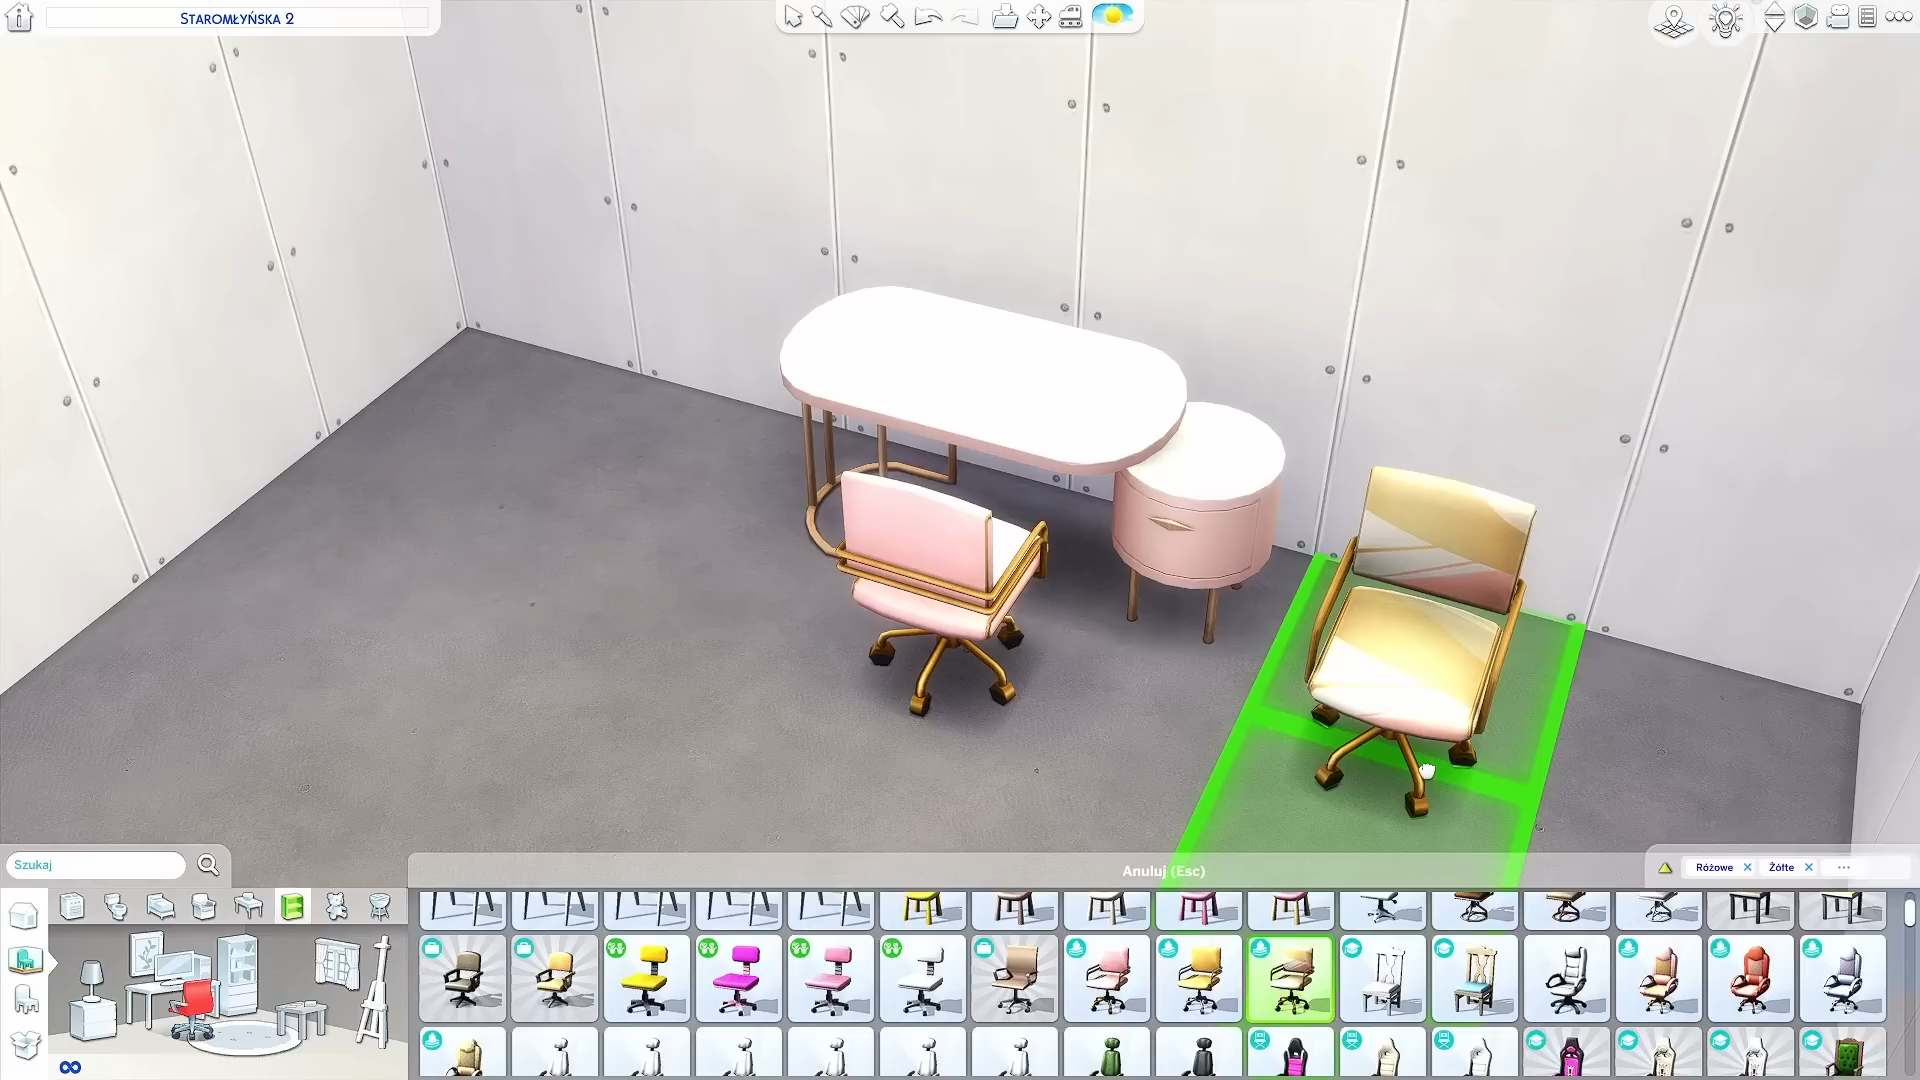 Staromłyńska 2
Szukaj
Anuluj (Esc)
Różowe
Żółte